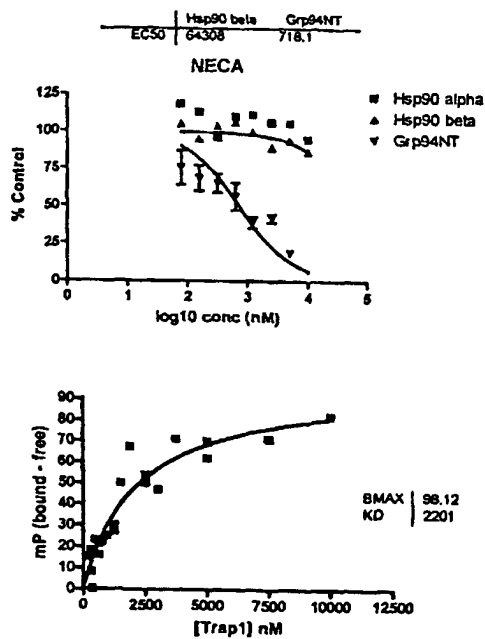 Hsp90 beta Grp94NT
EC50 64308 718.1
NECA
125
100
75
50
25
0
% Control
0 1 2 3 4 5
log10 conc (nM)
Hsp90 alpha
Hsp90 beta
Grp94NT
90
80
70
60
50
40
30
20
10
0
mP (bound - free)
0 2500 5000 7500 10000 12500
[Trap1] nM
BMAX 98.12
KD 2201